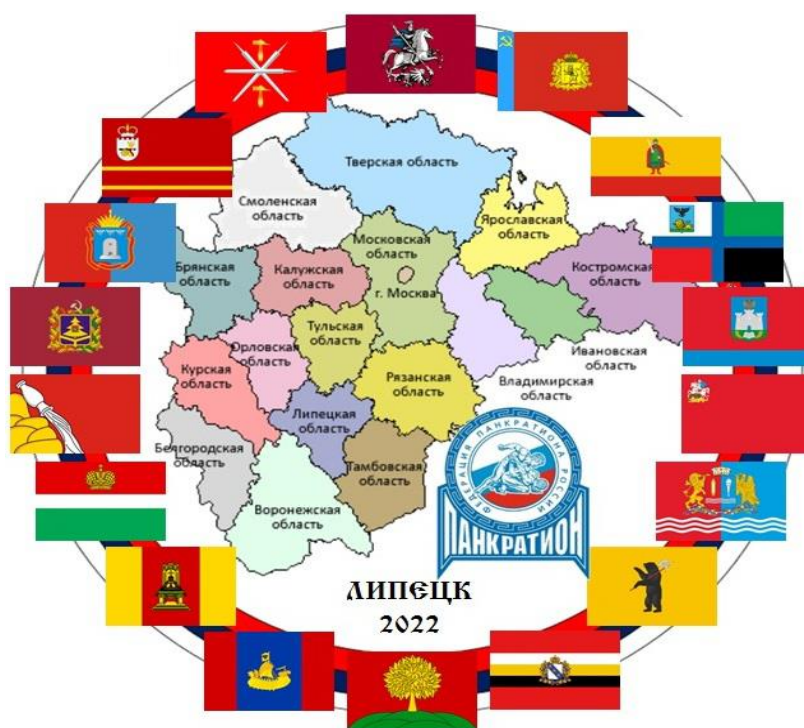 Тверская область
Смоленская
область
Ярославская
область
Московская
область
Костромская
область
Брянская
область
Калужская
область
г. Москва
Тульская
область
Орловская
область
Ивановская
область
Курская
область
Рязанская
область
Владимирская
область
Липецкая
область
Белгородская
область
Тамбовская
область
Воронежская
область
ФЕДЕРАЦИЯ ПАНКРАТИОНА РОССИИ
ПАНКРАТИОН
ЛИПЕЦК
2022